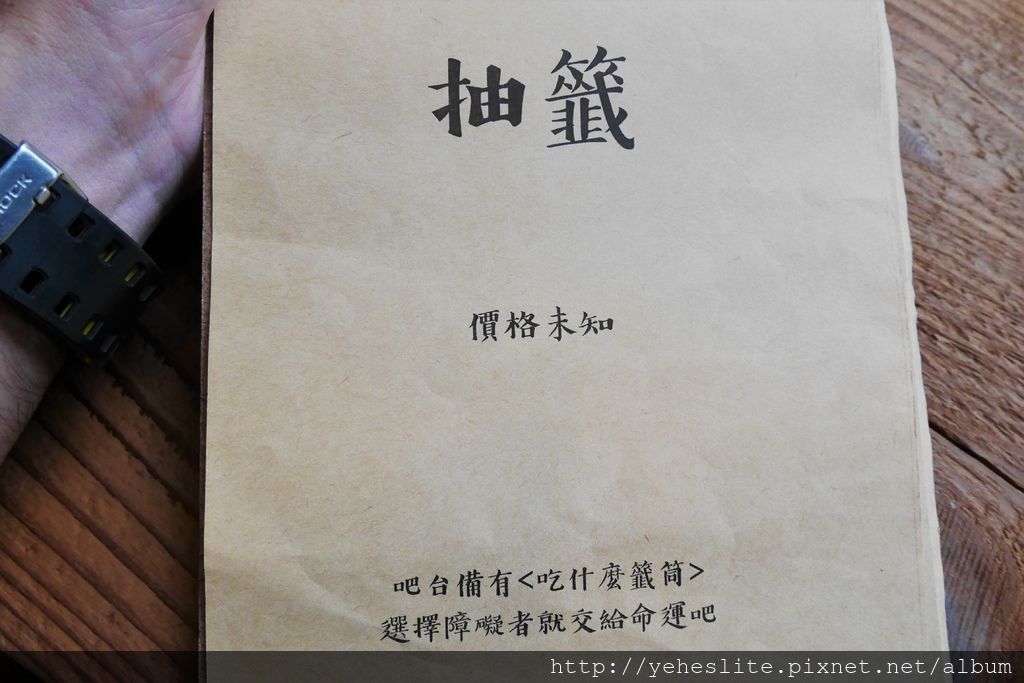 抽籤
價格未知
吧台備有<吃什麼籤筒>
選擇障礙者就交給命運吧
http://yeheslite.pixnet.net/album